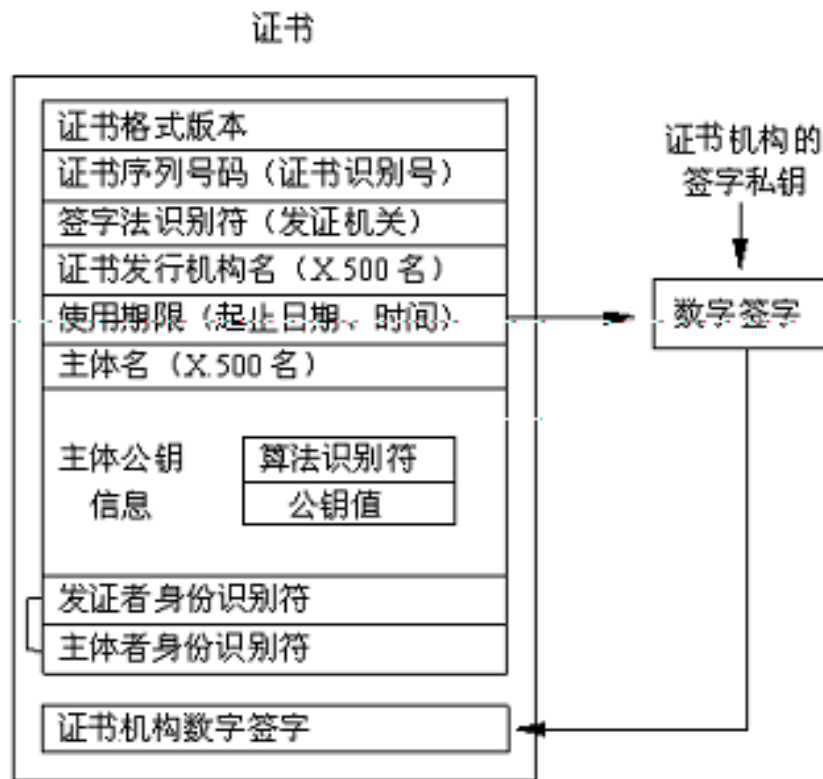 证书
证书格式版本
证书序列号码（证书识别号）
签字法识别符（发证机关）
证书发行机构名（X.500 名）
使用期限（起止日期、时间）
主体名（X.500 名）
主体公钥
信息
算法识别符
公钥值
发证者身份识别符
主体者身份识别符
证书机构数字签字
证书机构的
签字私钥
数字签字